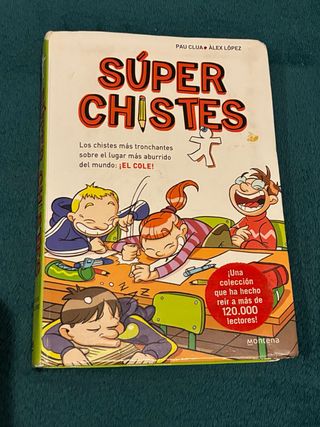 PAU CLUA ★ ÀLEX LÓPEZ
SÚPER
CHISTES
Los chistes más tronchantes
sobre el lugar más aburrido
del mundo: ¡EL COLE!
¡Una
colección
que ha hecho
reír a más de
120.000
lectores!
montena